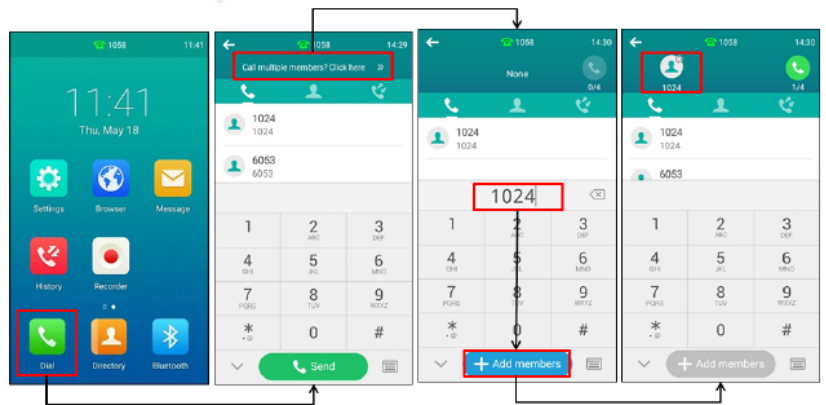 1058 11:41
11:41
Thu, May 18
Settings Browser Message
History Recorder
Dial Directory Bluetooth
1058 14:29
Call multiple members? Click here »
1024
1024
6053
6053
1 2 3
ABC DEF
4 5 6
GHI JKL MNO
7 8 9
PQRS TUV WXYZ
* 0 #
.@
Send
1058 14:30
None
0/4
1024
1024
1024
1 2 3
ABC DEF
4 5 6
GHI JKL MNO
7 8 9
PQRS TUV WXYZ
* 0 #
.@
+ Add members
1058 14:30
1024 1/4
1024
1024
6053
1 2 3
ABC DEF
4 5 6
GHI JKL MNO
7 8 9
PQRS TUV WXYZ
* 0 #
.@
+ Add members